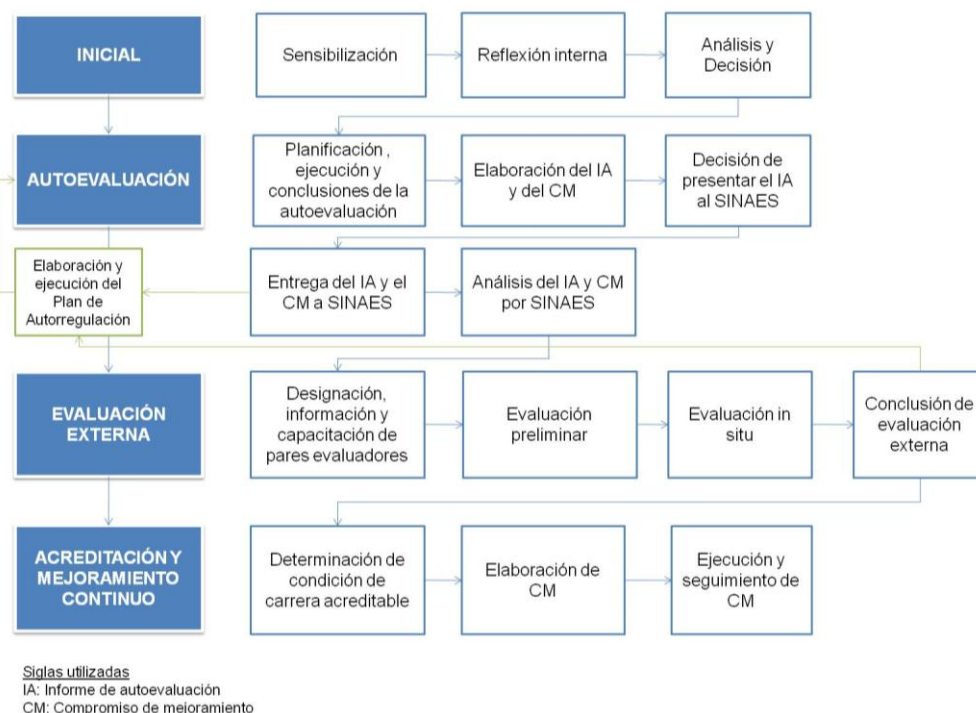 INICIAL
Sensibilización
Reflexión interna
Análisis y
Decisión
AUTOEVALUACIÓN
Planificación ,
ejecución y
conclusiones de la
autoevaluación
Elaboración del IA
y del CM
Decisión de
presentar el IA
al SINAES
Elaboración y
ejecución del
Plan de
Autorregulación
Entrega del IA y el
CM a SINAES
Análisis del IA y CM
por SINAES
EVALUACIÓN
EXTERNA
Designación,
información y
capacitación de
pares evaluadores
Evaluación
preliminar
Evaluación in
situ
Conclusión de
evaluación
externa
ACREDITACIÓN Y
MEJORAMIENTO
CONTINUO
Determinación de
condición de
carrera acreditable
Elaboración de
CM
Ejecución y
seguimiento de
CM
Siglas utilizadas
IA: Informe de autoevaluación
CM: Compromiso de mejoramiento